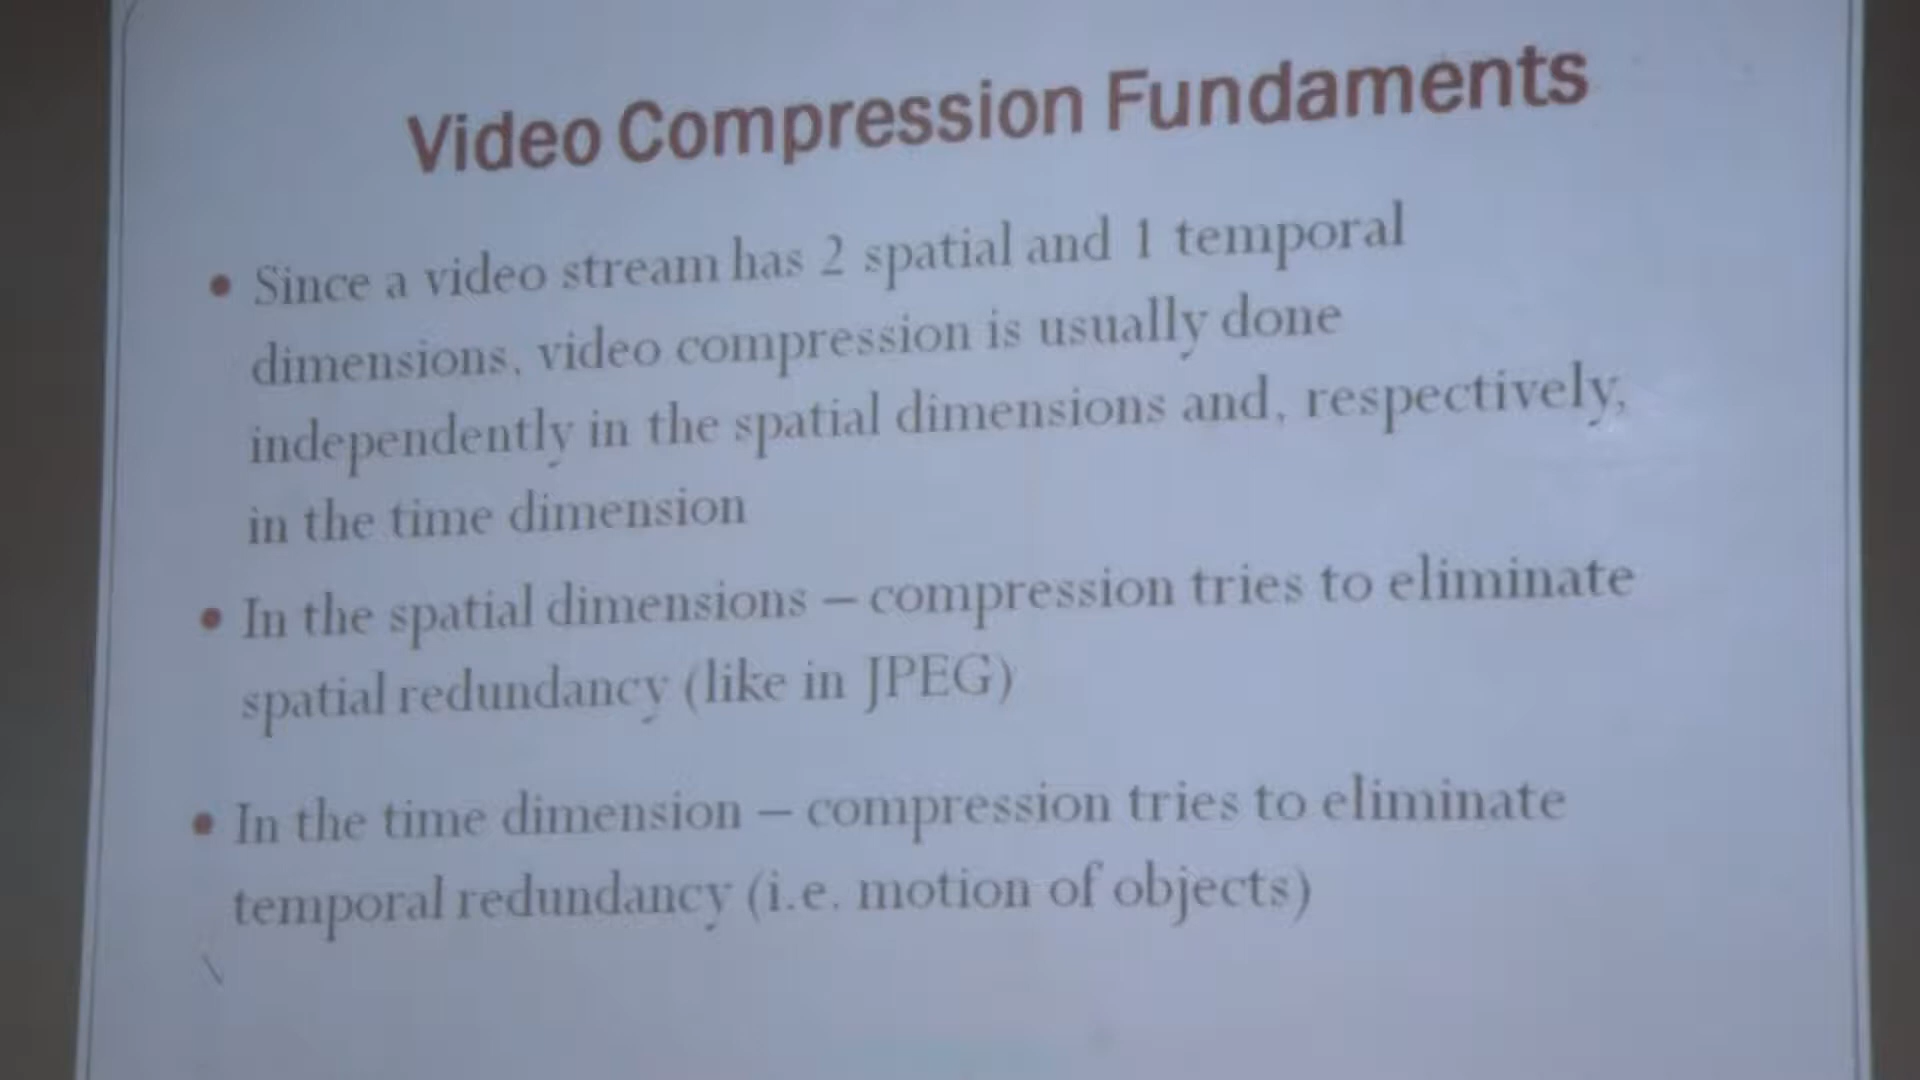 Video Compression Fundaments
• Since a video stream has 2 spatial and 1 temporal
dimensions, video compression is usually done
independently in the spatial dimensions and, respectively,
in the time dimension
• In the spatial dimensions – compression tries to eliminate
spatial redundancy (like in JPEG)
• In the time dimension – compression tries to eliminate
temporal redundancy (i.e. motion of objects)